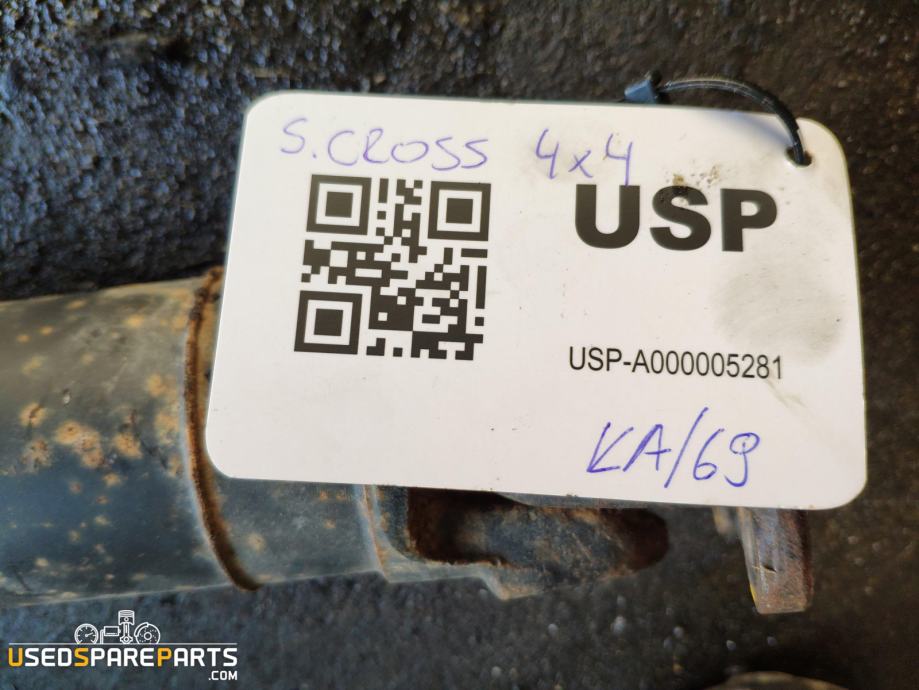 S.CROSS 4x4
USP
USP-A000005281
KA/69
USEDSPAREPARTS
.COM